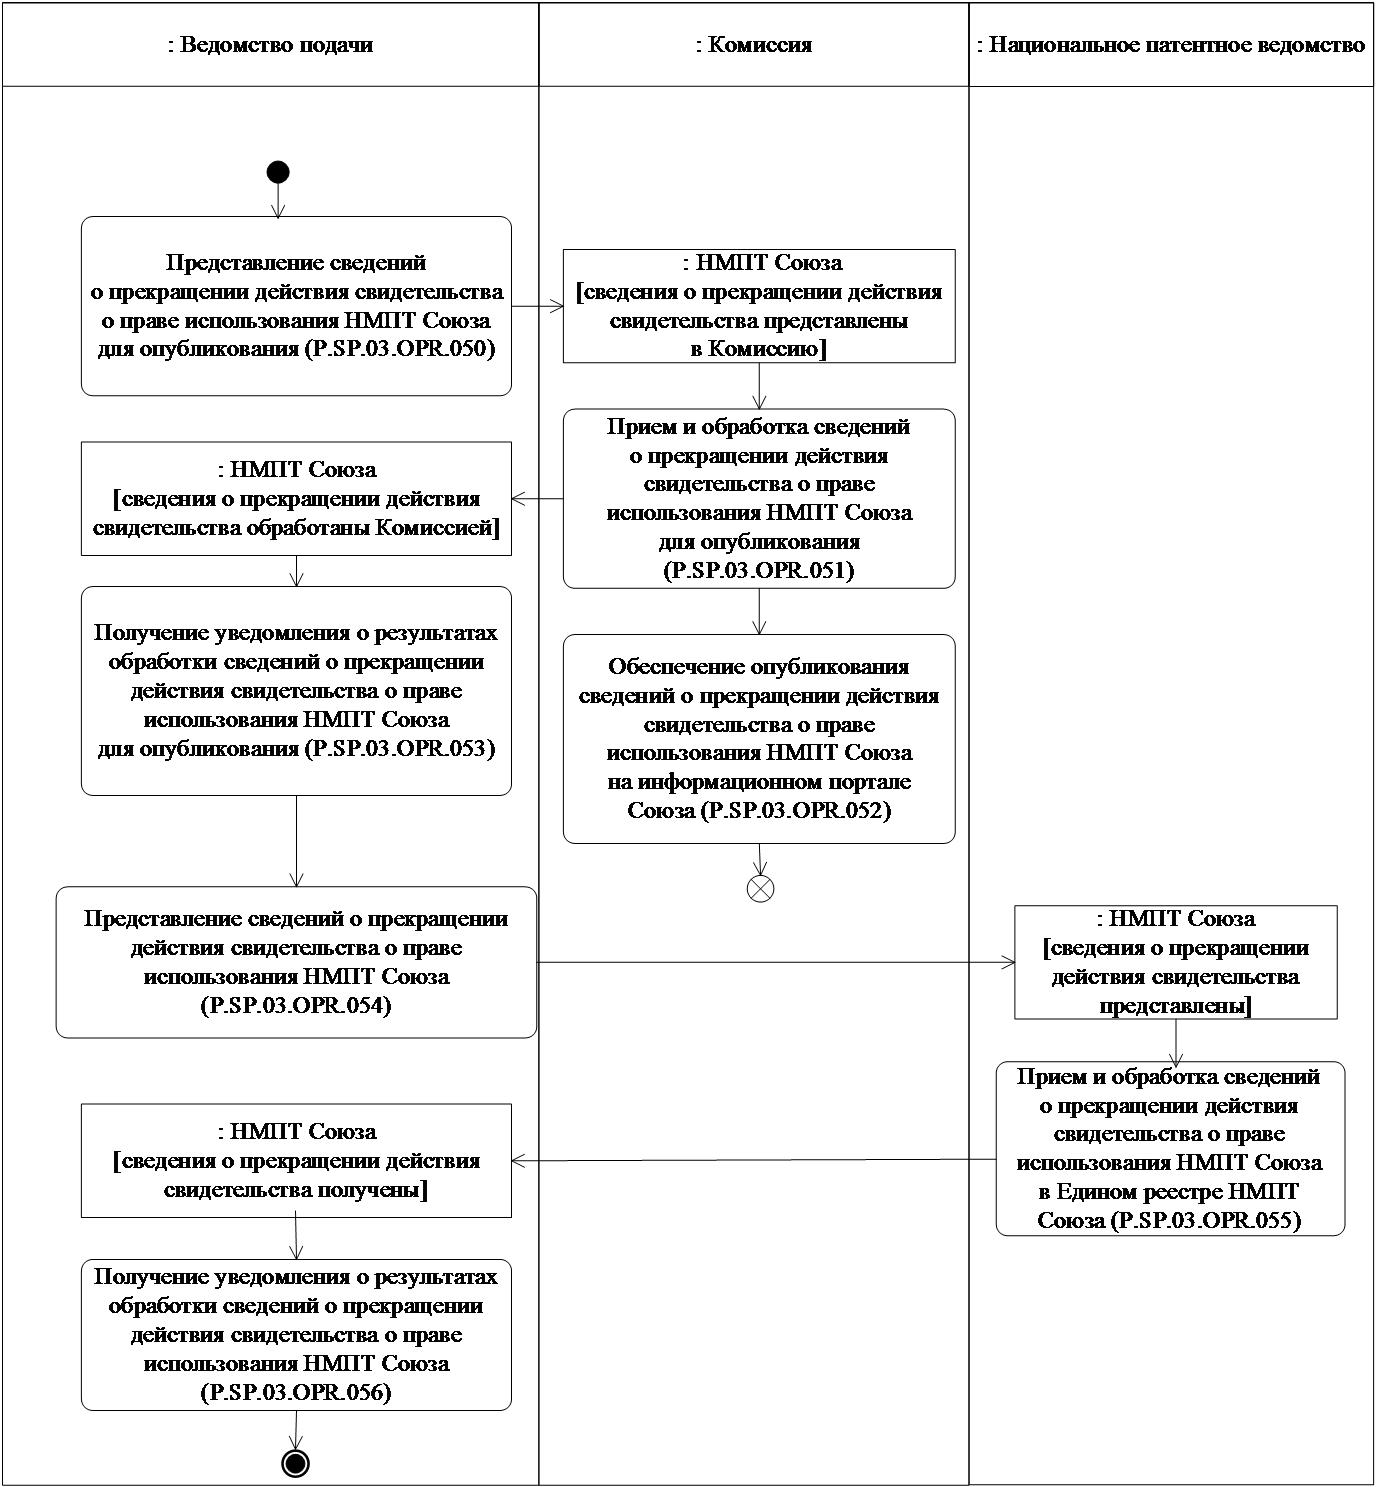 : Ведомство подачи
: Комиссия
: Национальное патентное ведомство
Представление сведений
о прекращении действия свидетельства
о праве использования НМПТ Союза
для опубликования (P.SP.03.OPR.050)
: НМПТ Союза
[сведения о прекращении действия
свидетельства представлены
в Комиссию]
Прием и обработка сведений
о прекращении действия
свидетельства о праве
использования НМПТ Союза
для опубликования
(P.SP.03.OPR.051)
: НМПТ Союза
[сведения о прекращении действия
свидетельства обработаны Комиссией]
Получение уведомления о результатах
обработки сведений о прекращении
действия свидетельства о праве
использования НМПТ Союза
для опубликования (P.SP.03.OPR.053)
Обеспечение опубликования
сведений о прекращении действия
свидетельства о праве
использования НМПТ Союза
на информационном портале
Союза (P.SP.03.OPR.052)
Представление сведений о прекращении
действия свидетельства о праве
использования НМПТ Союза
(P.SP.03.OPR.054)
: НМПТ Союза
[сведения о прекращении
действия свидетельства
представлены]
Прием и обработка сведений
о прекращении действия
свидетельства о праве
использования НМПТ Союза
в Едином реестре НМПТ
Союза (P.SP.03.OPR.055)
: НМПТ Союза
[сведения о прекращении действия
свидетельства получены]
Получение уведомления о результатах
обработки сведений о прекращении
действия свидетельства о праве
использования НМПТ Союза
(P.SP.03.OPR.056)